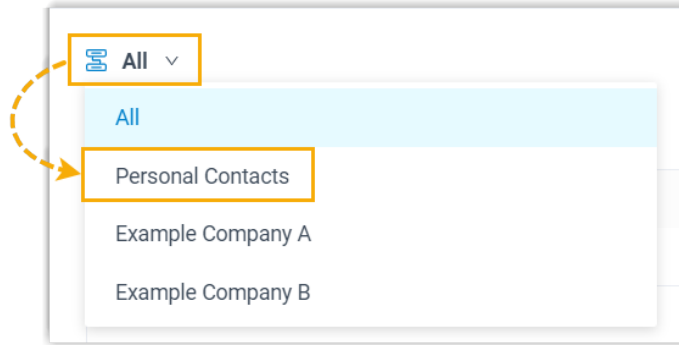 All
All
Personal Contacts
Example Company A
Example Company B